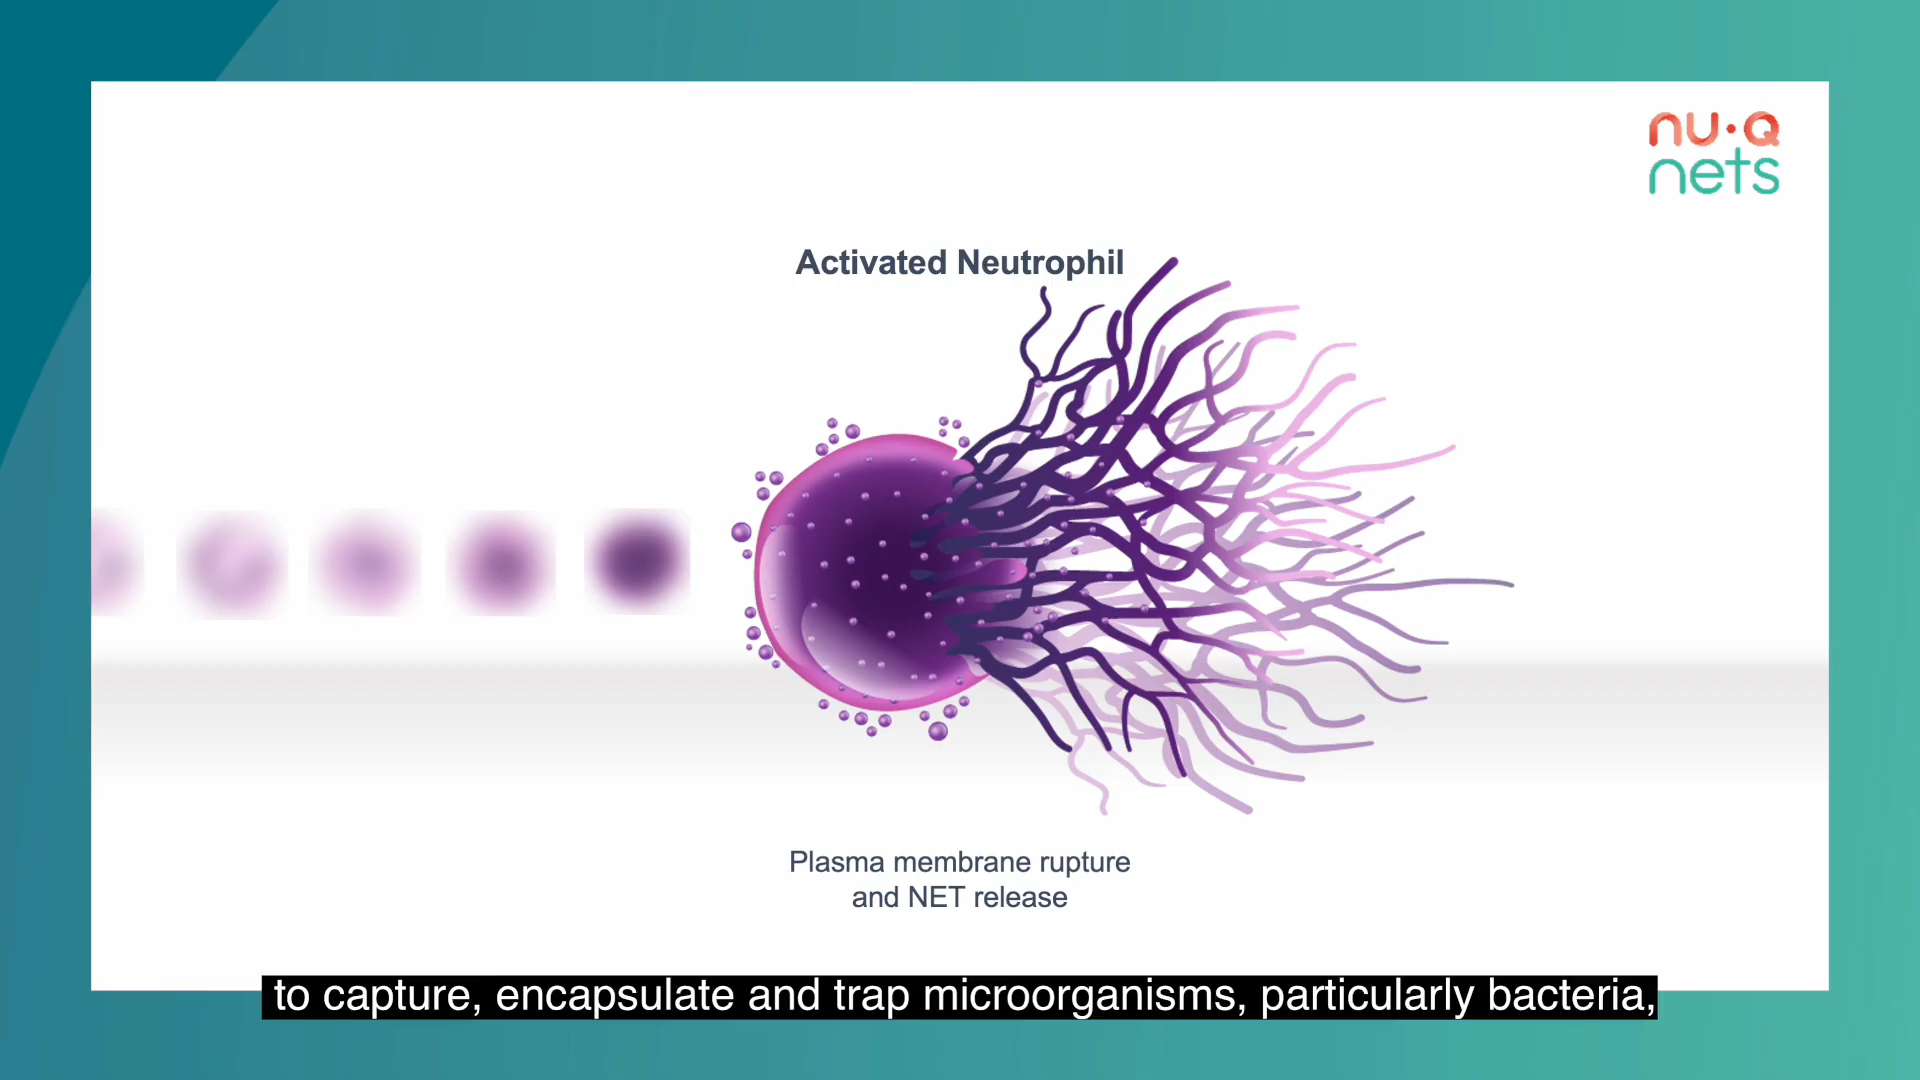 nu·Q
nets
Activated Neutrophil
Plasma membrane rupture
and NET release
to capture, encapsulate and trap microorganisms, particularly bacteria,